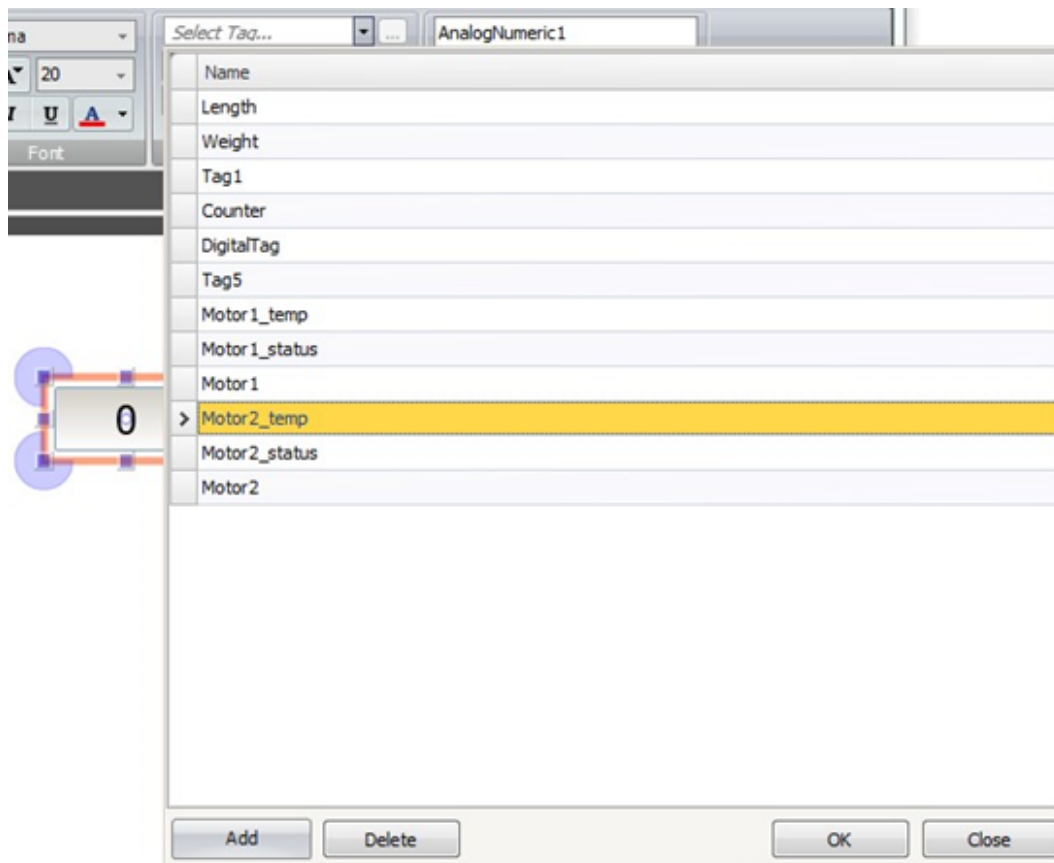 na
Select Tag...
...
AnalogNumeric1
A
20
I U A
Font
Name
Length
Weight
Tag1
Counter
DigitalTag
Tag5
Motor1_temp
Motor1_status
Motor1
Motor2_temp
Motor2_status
Motor2
0
Add
Delete
OK
Close